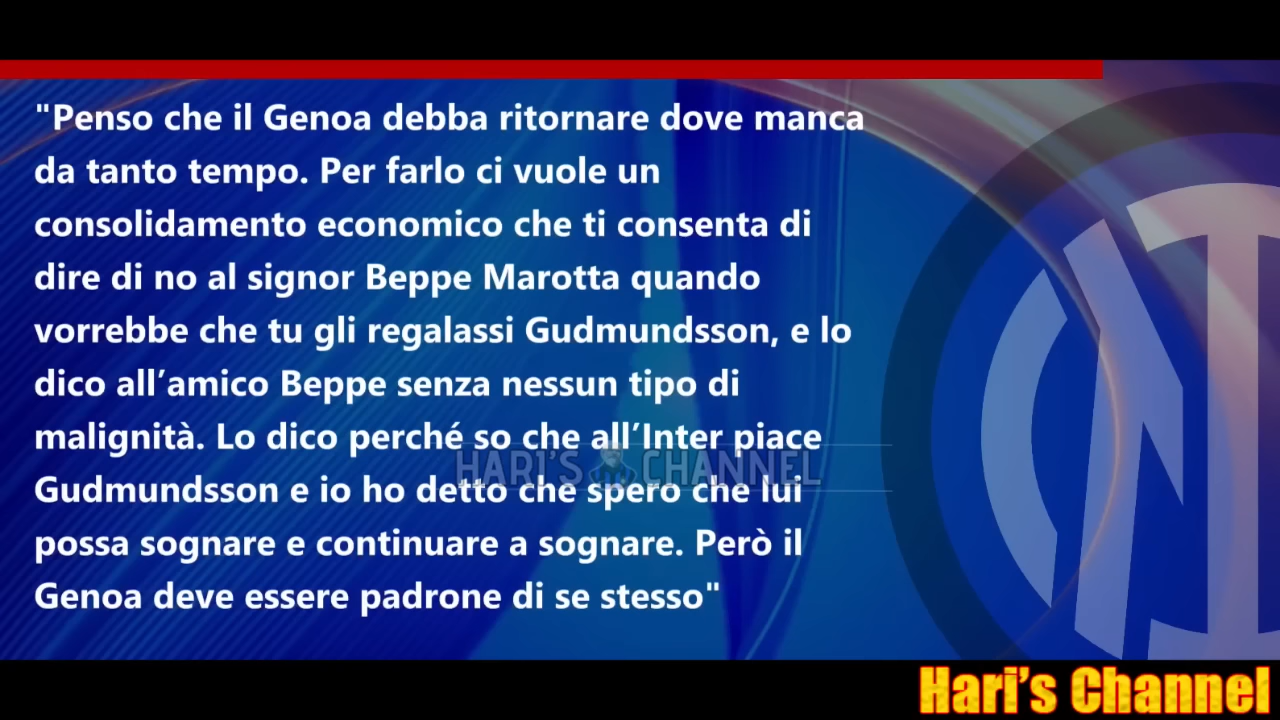 "Penso che il Genoa debba ritornare dove manca
da tanto tempo. Per farlo ci vuole un
consolidamento economico che ti consenta di
dire di no al signor Beppe Marotta quando
vorrebbe che tu gli regalassi Gudmundsson, e lo
dico all’amico Beppe senza nessun tipo di
malignità. Lo dico perché so che all’Inter piace
HARI'S CHANNEL
Gudmundsson e io ho detto che spero che lui
possa sognare e continuare a sognare. Però il
Genoa deve essere padrone di se stesso"
Hari's Channel